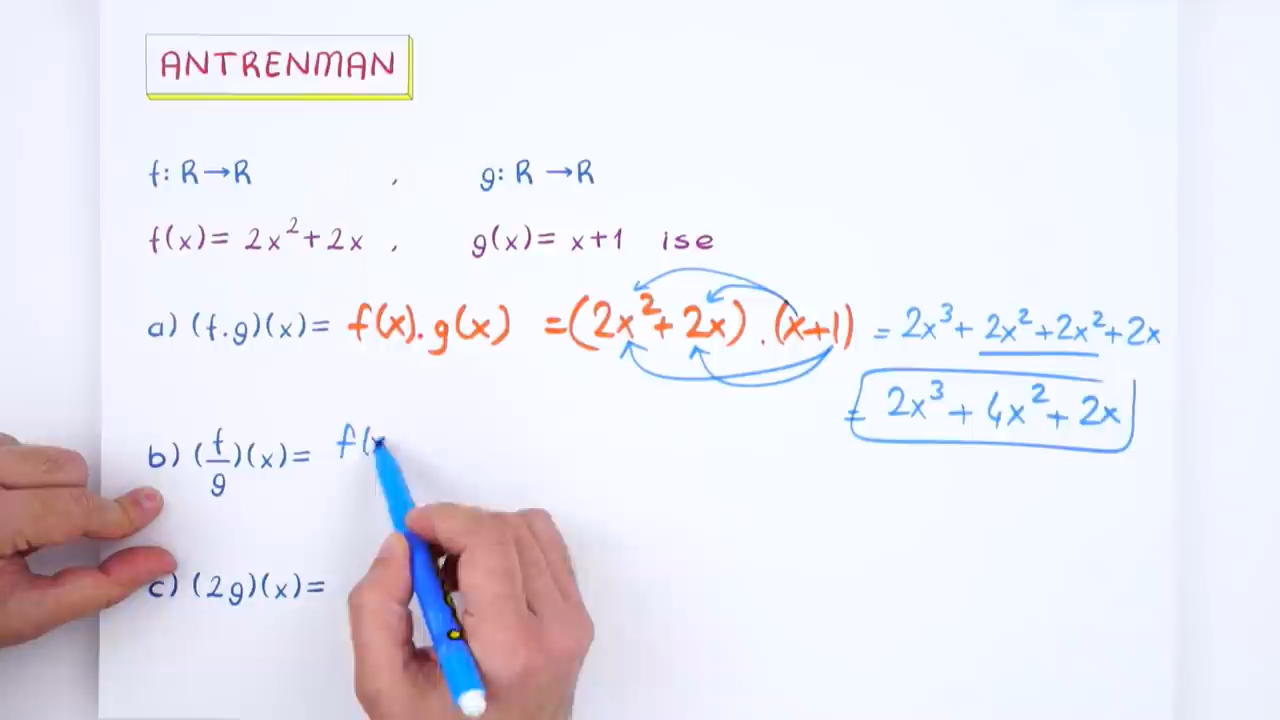 ANTRENMAN
f: R→R , g: R→R
f(x)= 2x²+2x , g(x)= x+1 ise
a) (f.g)(x)= f(x).g(x) =(2x²+2x).(x+1) = 2x³+2x²+2x²+2x
= 2x³+4x²+2x
b) (f/g)(x)= f(x
c) (2g)(x)=